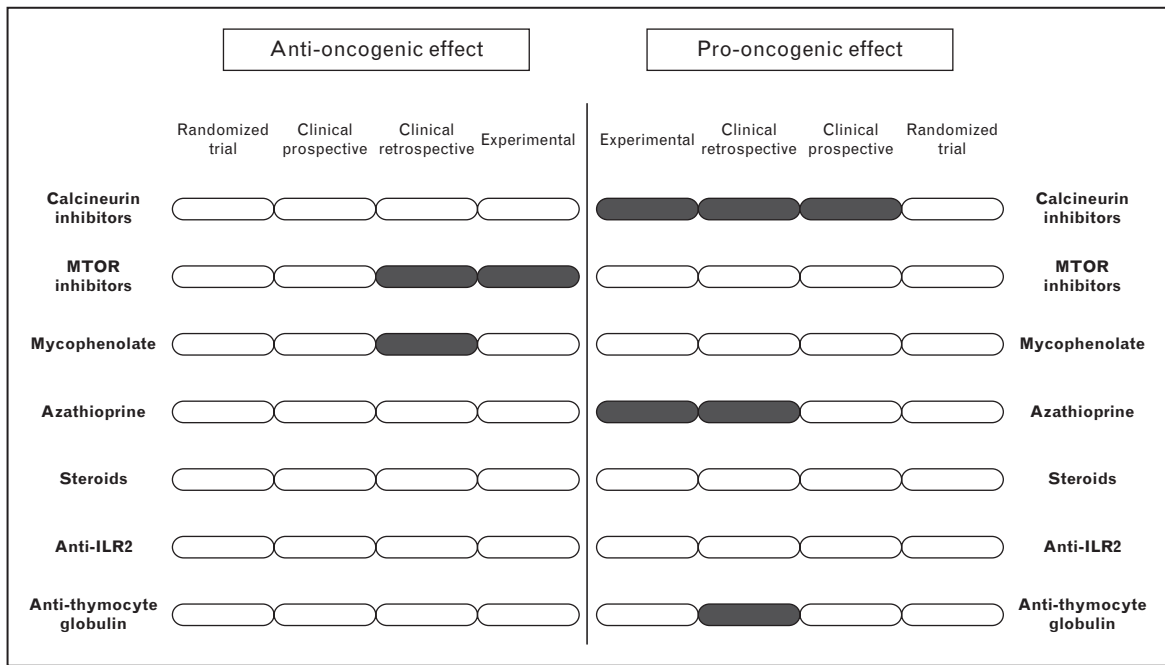 Anti-oncogenic effect
Pro-oncogenic effect
Randomized
trial
Clinical
prospective
Clinical
retrospective
Experimental
Experimental
Clinical
retrospective
Clinical
prospective
Randomized
trial
Calcineurin
inhibitors
Calcineurin
inhibitors
MTOR
inhibitors
MTOR
inhibitors
Mycophenolate
Mycophenolate
Azathioprine
Azathioprine
Steroids
Steroids
Anti-ILR2
Anti-ILR2
Anti-thymocyte
globulin
Anti-thymocyte
globulin